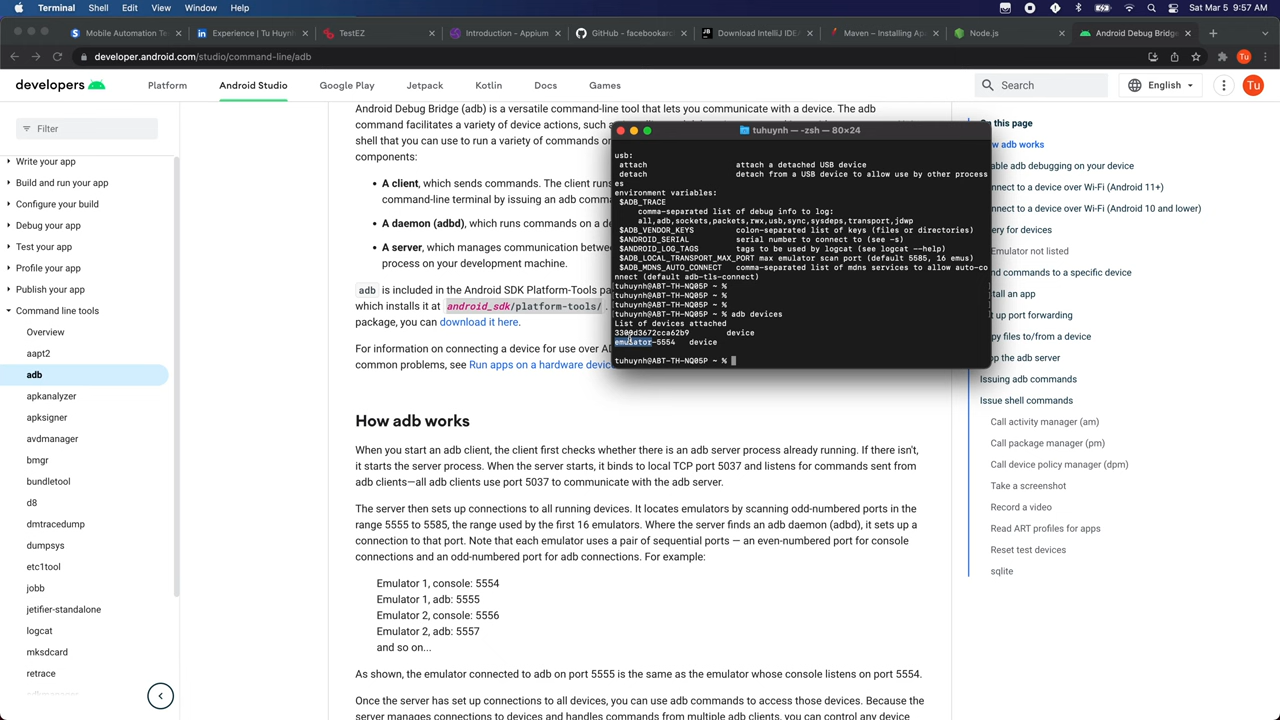 Terminal Shell Edit View Window Help
Sat Mar 5 9:57 AM
Mobile Automation Te
Experience | Tu Huynh
TestEZ
Introduction - Appium
GitHub - facebookarc
Download IntelliJ IDEA
Maven – Installing Apa
Node.js
Android Debug Bridge
developer.android.com/studio/command-line/adb
Tu
developers
Platform
Android Studio
Google Play
Jetpack
Kotlin
Docs
Games
Search
English
Tu
Filter
Write your app
Build and run your app
Configure your build
Debug your app
Test your app
Profile your app
Publish your app
Command line tools
Overview
aapt2
adb
apkanalyzer
apksigner
avdmanager
bmgr
bundletool
d8
dmtracedump
dumpsys
etc1tool
jobb
jetifier-standalone
logcat
mksdcard
retrace
Android Debug Bridge (adb) is a versatile command-line tool that lets you communicate with a device. The adb
command facilitates a variety of device actions, such a
shell that you can use to run a variety of commands on
components:
• A client, which sends commands. The client runs
command-line terminal by issuing an adb comma
• A daemon (adbd), which runs commands on a de
• A server, which manages communication betwee
process on your development machine.
adb is included in the Android SDK Platform-Tools pa
which installs it at android_sdk/platform-tools/ .
package, you can download it here.
For information on connecting a device for use over AD
common problems, see Run apps on a hardware device
How adb works
When you start an adb client, the client first checks whether there is an adb server process already running. If there isn't,
it starts the server process. When the server starts, it binds to local TCP port 5037 and listens for commands sent from
adb clients—all adb clients use port 5037 to communicate with the adb server.
The server then sets up connections to all running devices. It locates emulators by scanning odd-numbered ports in the
range 5555 to 5585, the range used by the first 16 emulators. Where the server finds an adb daemon (adbd), it sets up a
connection to that port. Note that each emulator uses a pair of sequential ports — an even-numbered port for console
connections and an odd-numbered port for adb connections. For example:
Emulator 1, console: 5554
Emulator 1, adb: 5555
Emulator 2, console: 5556
Emulator 2, adb: 5557
and so on...
As shown, the emulator connected to adb on port 5555 is the same as the emulator whose console listens on port 5554.
Once the server has set up connections to all devices, you can use adb commands to access those devices. Because the
server manages connections to devices and handles commands from multiple adb clients, you can control any device
tuhuynh — -zsh — 80×24
usb:
attach attach a detached USB device
detach detach from a USB device to allow use by other process
es
environment variables:
$ADB_TRACE
comma-separated list of debug info to log:
all,adb,sockets,packets,rwx,usb,sync,sysdeps,transport,jdwp
$ADB_VENDOR_KEYS colon-separated list of keys (files or directories)
$ANDROID_SERIAL serial number to connect to (see -s)
$ANDROID_LOG_TAGS tags to be used by logcat (see logcat --help)
$ADB_LOCAL_TRANSPORT_MAX_PORT max emulator scan port (default 5585, 16 emus)
$ADB_MDNS_AUTO_CONNECT comma-separated list of mdns services to allow auto-co
nnect (default adb-tls-connect)
tuhuynh@ABT-TH-NQ05P ~ %
tuhuynh@ABT-TH-NQ05P ~ %
tuhuynh@ABT-TH-NQ05P ~ %
tuhuynh@ABT-TH-NQ05P ~ % adb devices
List of devices attached
3300d3672cca62b9 device
emulator-5554 device
tuhuynh@ABT-TH-NQ05P ~ %
n this page
w adb works
able adb debugging on your device
nnect to a device over Wi-Fi (Android 11+)
nnect to a device over Wi-Fi (Android 10 and lower)
ery for devices
Emulator not listed
nd commands to a specific device
tall an app
t up port forwarding
py files to/from a device
op the adb server
Issuing adb commands
Issue shell commands
Call activity manager (am)
Call package manager (pm)
Call device policy manager (dpm)
Take a screenshot
Record a video
Read ART profiles for apps
Reset test devices
sqlite